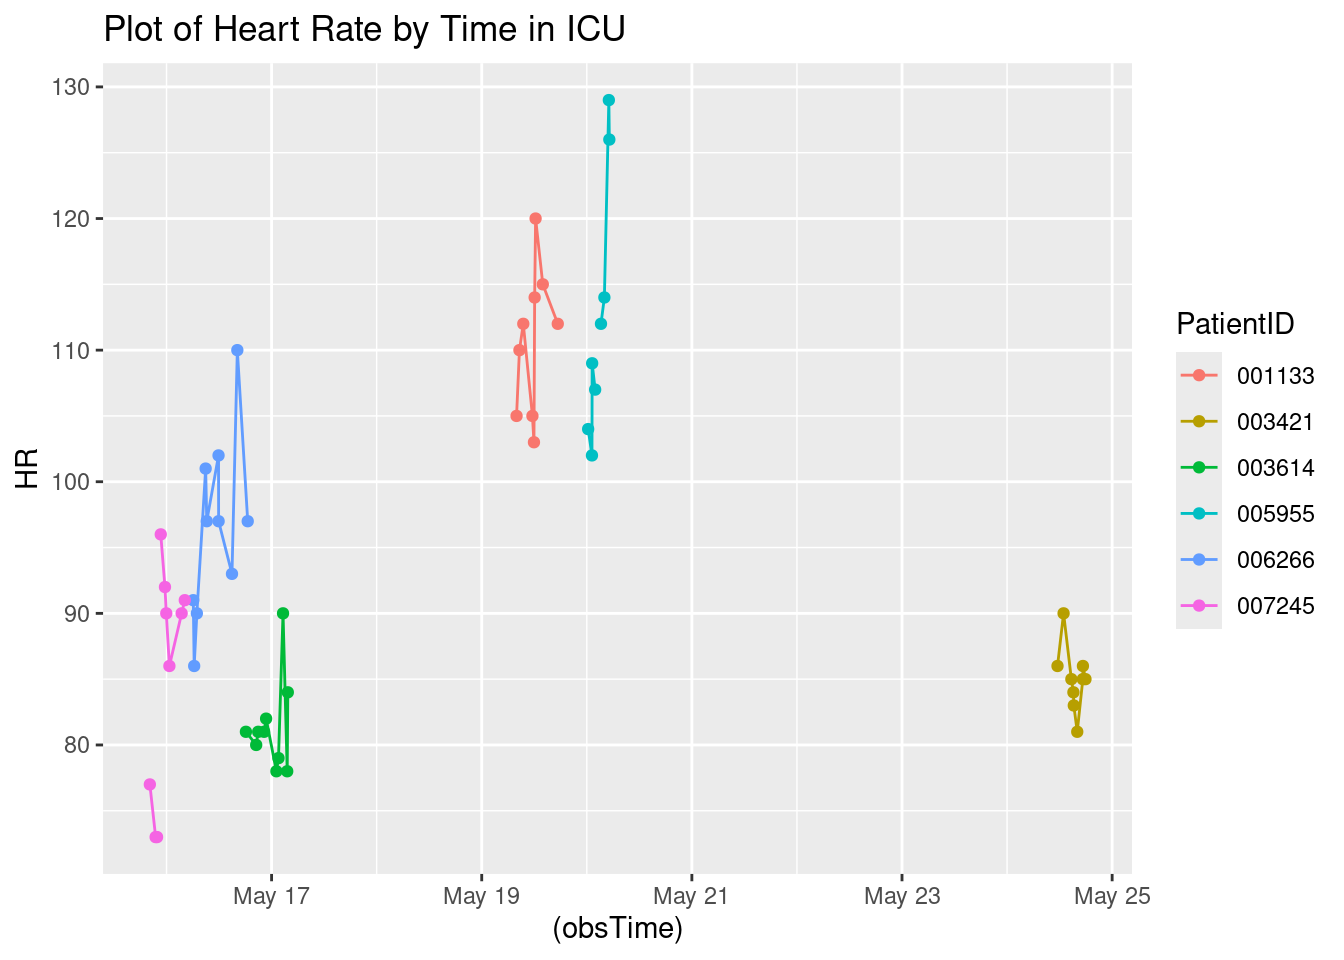 Plot of Heart Rate by Time in ICU
130
120
110
100
90
80
HR
May 17
May 19
May 21
May 23
May 25
(obsTime)
PatientID
001133
003421
003614
005955
006266
007245